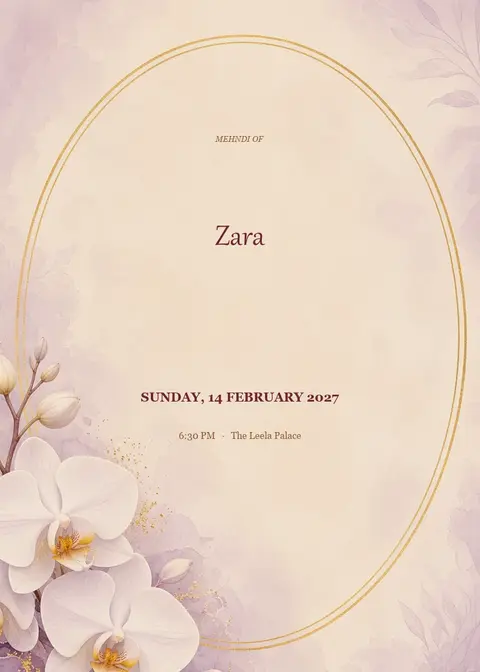 MEHNDI OF
Zara
SUNDAY, 14 FEBRUARY 2027
6:30 PM · The Leela Palace